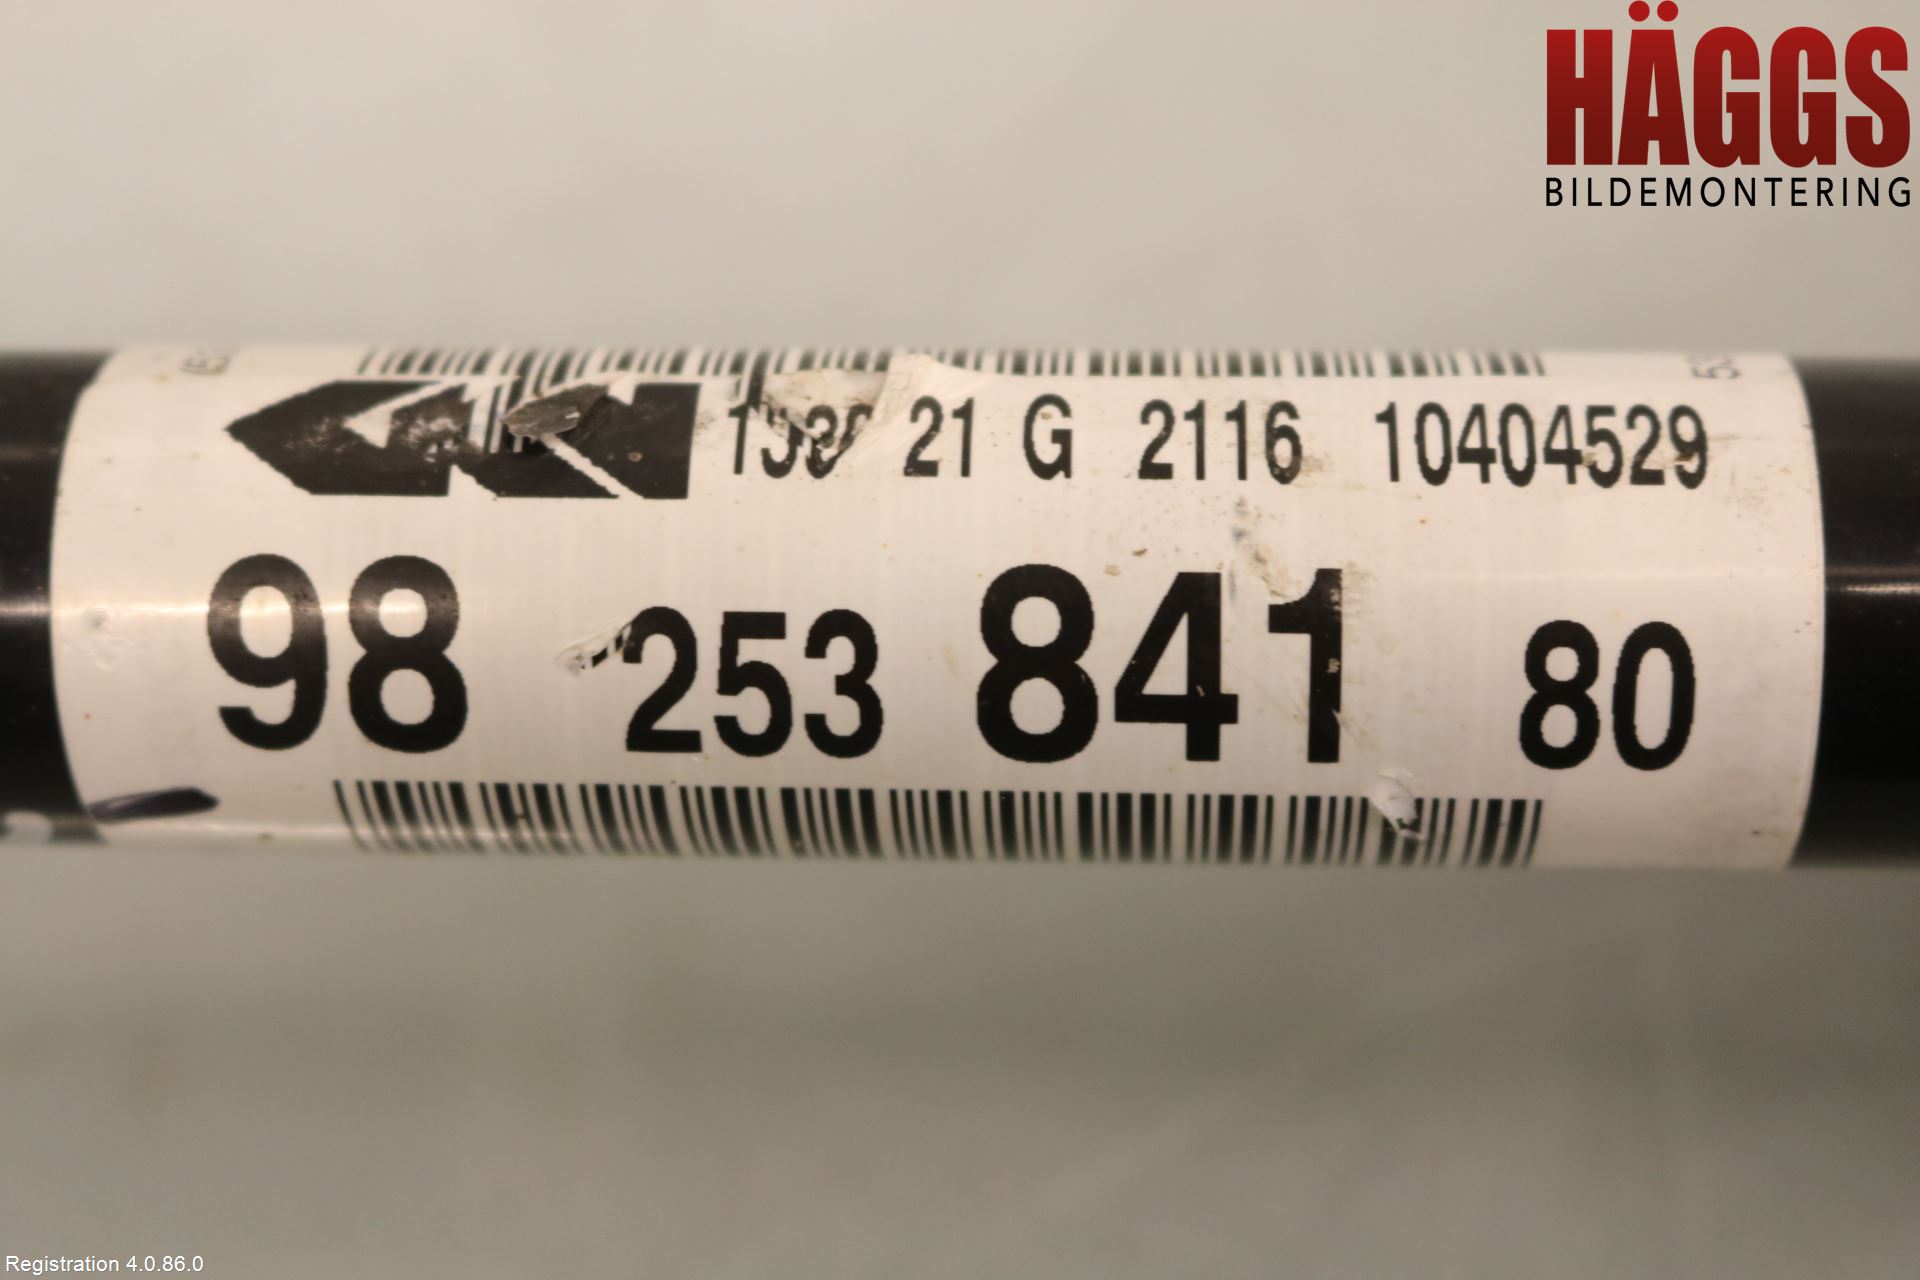 HÄGGS
BILDEMONTERING
21 G 2116 10404529
98 253 841 80
Registration 4.0.86.0